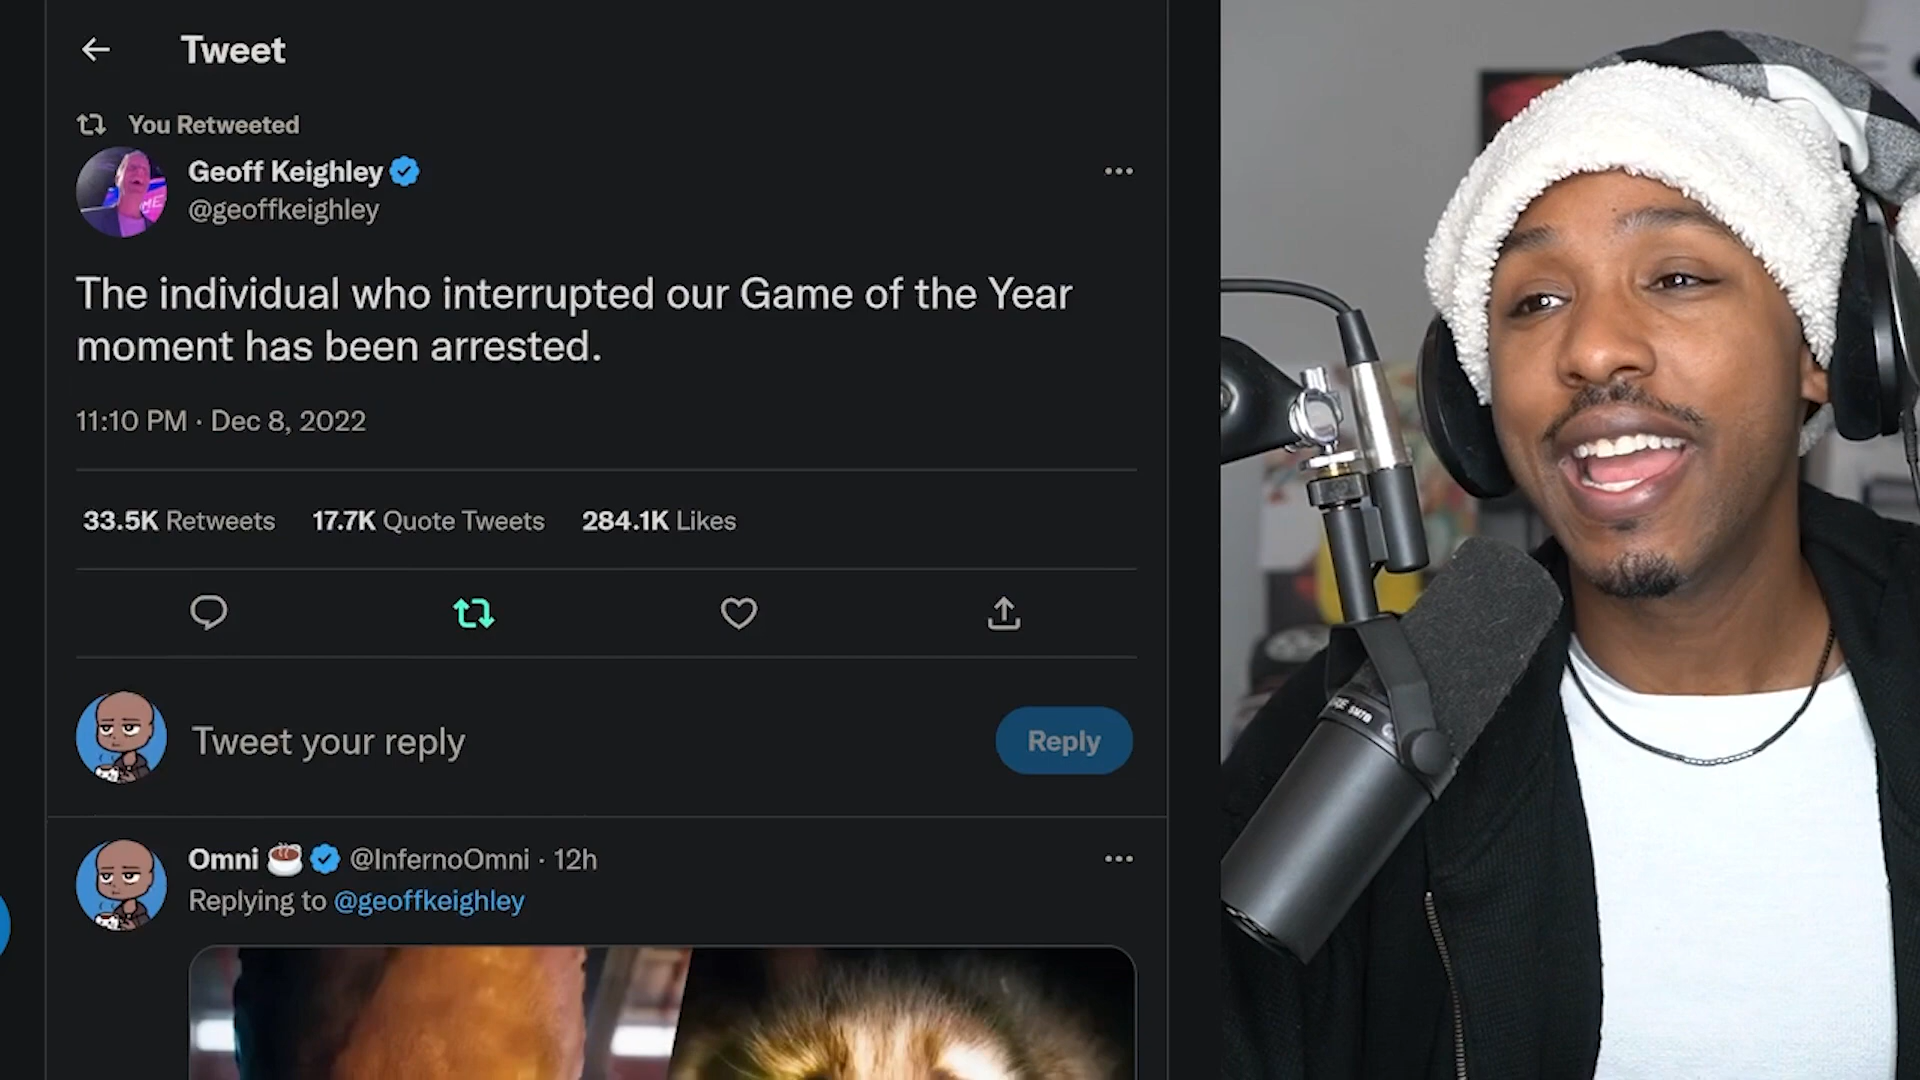 Tweet
You Retweeted
Geoff Keighley
@geoffkeighley
The individual who interrupted our Game of the Year
moment has been arrested.
11:10 PM · Dec 8, 2022
33.5K Retweets 17.7K Quote Tweets 284.1K Likes
Tweet your reply
Reply
Omni @InfernoOmni · 12h
Replying to @geoffkeighley
SM7B